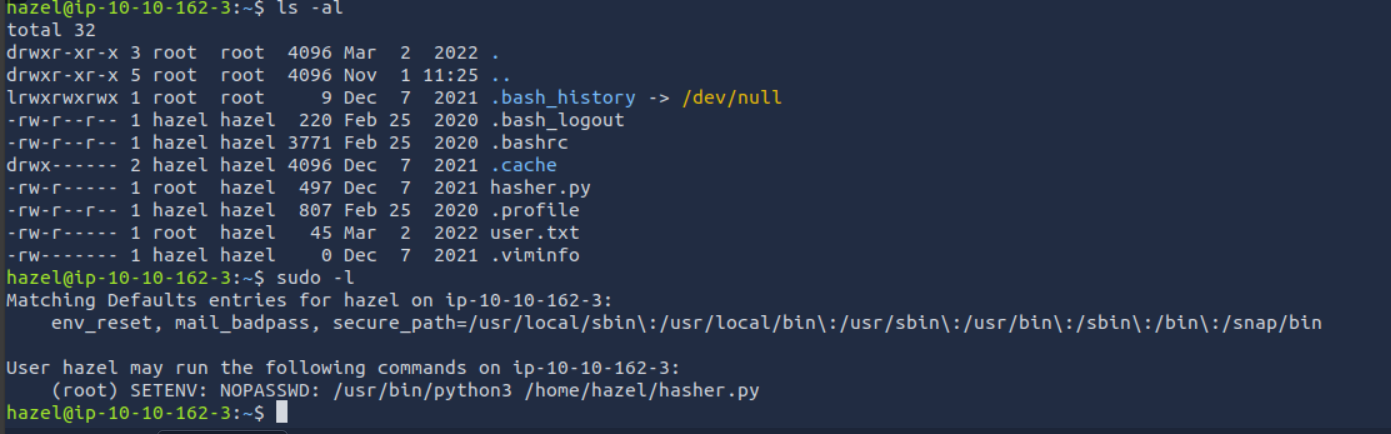 hazel@ip-10-10-162-3:~$ ls -al
total 32
drwxr-xr-x 3 root  root  4096 Mar  2  2022 .
drwxr-xr-x 5 root  root  4096 Nov  1 11:25 ..
lrwxrwxrwx 1 root  root     9 Dec  7  2021 .bash_history -> /dev/null
-rw-r--r-- 1 hazel hazel  220 Feb 25  2020 .bash_logout
-rw-r--r-- 1 hazel hazel 3771 Feb 25  2020 .bashrc
drwx------ 2 hazel hazel 4096 Dec  7  2021 .cache
-rw-r----- 1 root  hazel  497 Dec  7  2021 hasher.py
-rw-r--r-- 1 hazel hazel  807 Feb 25  2020 .profile
-rw-r----- 1 root  hazel   45 Mar  2  2022 user.txt
-rw------- 1 hazel hazel    0 Dec  7  2021 .viminfo
hazel@ip-10-10-162-3:~$ sudo -l
Matching Defaults entries for hazel on ip-10-10-162-3:
    env_reset, mail_badpass, secure_path=/usr/local/sbin\:/usr/local/bin\:/usr/sbin\:/usr/bin\:/sbin\:/bin\:/snap/bin
User hazel may run the following commands on ip-10-10-162-3:
    (root) SETENV: NOPASSWD: /usr/bin/python3 /home/hazel/hasher.py
hazel@ip-10-10-162-3:~$